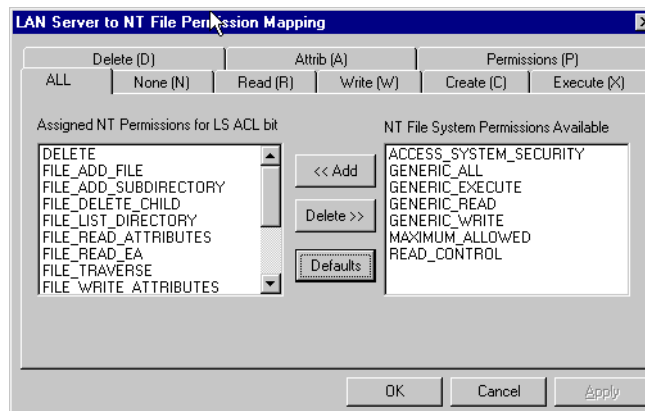 LAN Server to NT File Permission Mapping
Delete (D) Attrib (A) Permissions (P)
ALL None (N) Read (R) Write (W) Create (C) Execute (X)
Assigned NT Permissions for LS ACL bit
DELETE
FILE_ADD_FILE
FILE_ADD_SUBDIRECTORY
FILE_DELETE_CHILD
FILE_LIST_DIRECTORY
FILE_READ_ATTRIBUTES
FILE_READ_EA
FILE_TRAVERSE
FILE_WRITE_ATTRIBUTES
<< Add
Delete >>
Defaults
NT File System Permissions Available
ACCESS_SYSTEM_SECURITY
GENERIC_ALL
GENERIC_EXECUTE
GENERIC_READ
GENERIC_WRITE
MAXIMUM_ALLOWED
READ_CONTROL
OK Cancel Apply